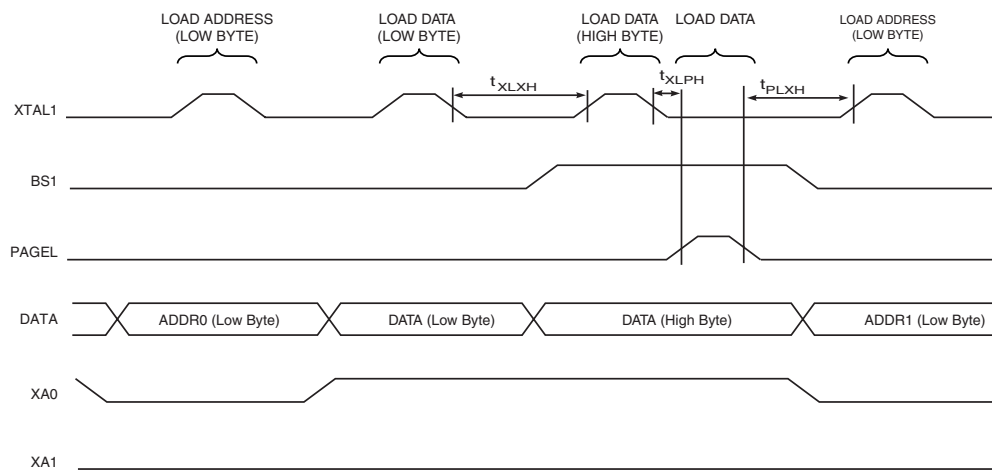 LOAD ADDRESS
(LOW BYTE)
LOAD DATA
(LOW BYTE)
LOAD DATA
(HIGH BYTE)
LOAD DATA
LOAD ADDRESS
(LOW BYTE)
tXLXH
tXLPH
tPLXH
XTAL1
BS1
PAGEL
DATA
ADDR0 (Low Byte)
DATA (Low Byte)
DATA (High Byte)
ADDR1 (Low Byte)
XA0
XA1